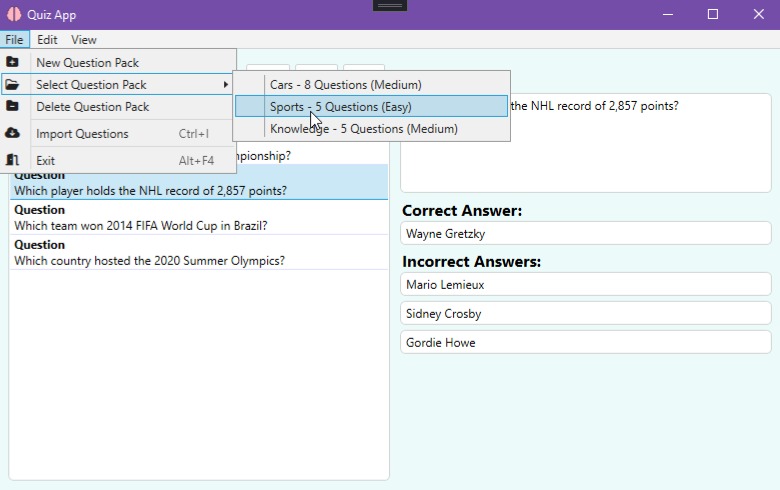 Quiz App
File Edit View
New Question Pack
Select Question Pack
Delete Question Pack
Import Questions Ctrl+I
Exit Alt+F4
Cars - 8 Questions (Medium)
Sports - 5 Questions (Easy)
Knowledge - 5 Questions (Medium)
mpionship?
Question
Which player holds the NHL record of 2,857 points?
Question
Which team won 2014 FIFA World Cup in Brazil?
Question
Which country hosted the 2020 Summer Olympics?
the NHL record of 2,857 points?
Correct Answer:
Wayne Gretzky
Incorrect Answers:
Mario Lemieux
Sidney Crosby
Gordie Howe